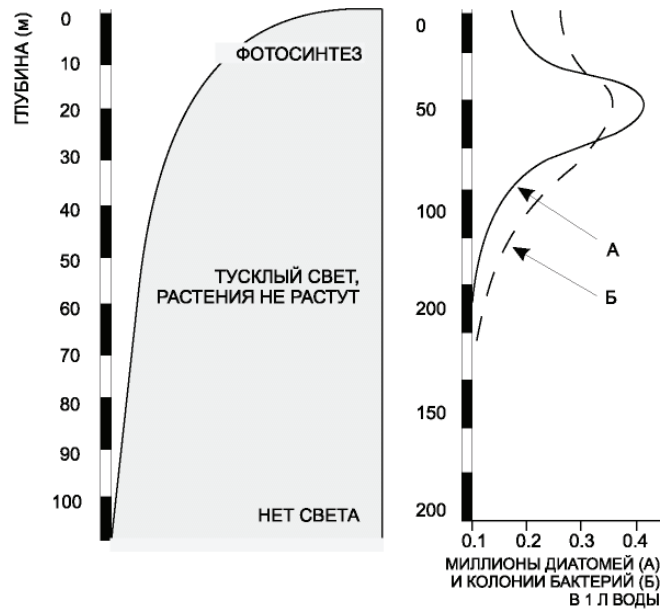 ГЛУБИНА (м)
0
10
20
30
40
50
60
70
80
90
100
ФОТОСИНТЕЗ
ТУСКЛЫЙ СВЕТ,
РАСТЕНИЯ НЕ РАСТУТ
НЕТ СВЕТА
0
50
100
200
150
200
А
Б
0.1 0.2 0.3 0.4
МИЛЛИОНЫ ДИАТОМЕЙ (А)
И КОЛОНИИ БАКТЕРИЙ (Б)
В 1 Л ВОДЫ